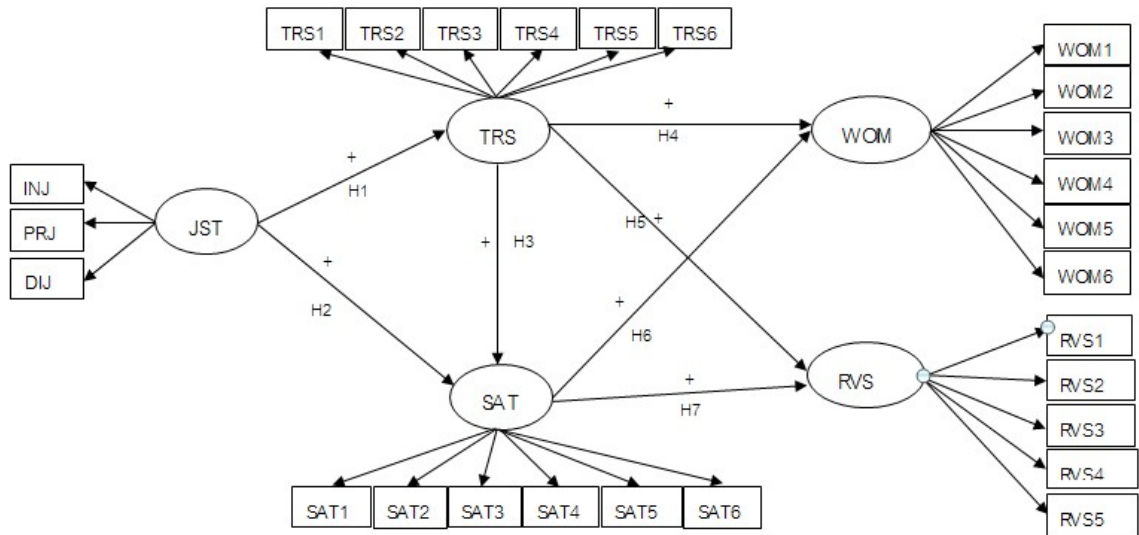 TRS1 TRS2 TRS3 TRS4 TRS5 TRS6
WOM1
WOM2
WOM3
WOM4
WOM5
WOM6
TRS
+
H4
WOM
+
H1
INJ
PRJ
DIJ
JST
+
H3
H5 +
+
H2
+
H6
SAT
+
H7
RVS
RVS1
RVS2
RVS3
RVS4
RVS5
SAT1 SAT2 SAT3 SAT4 SAT5 SAT6